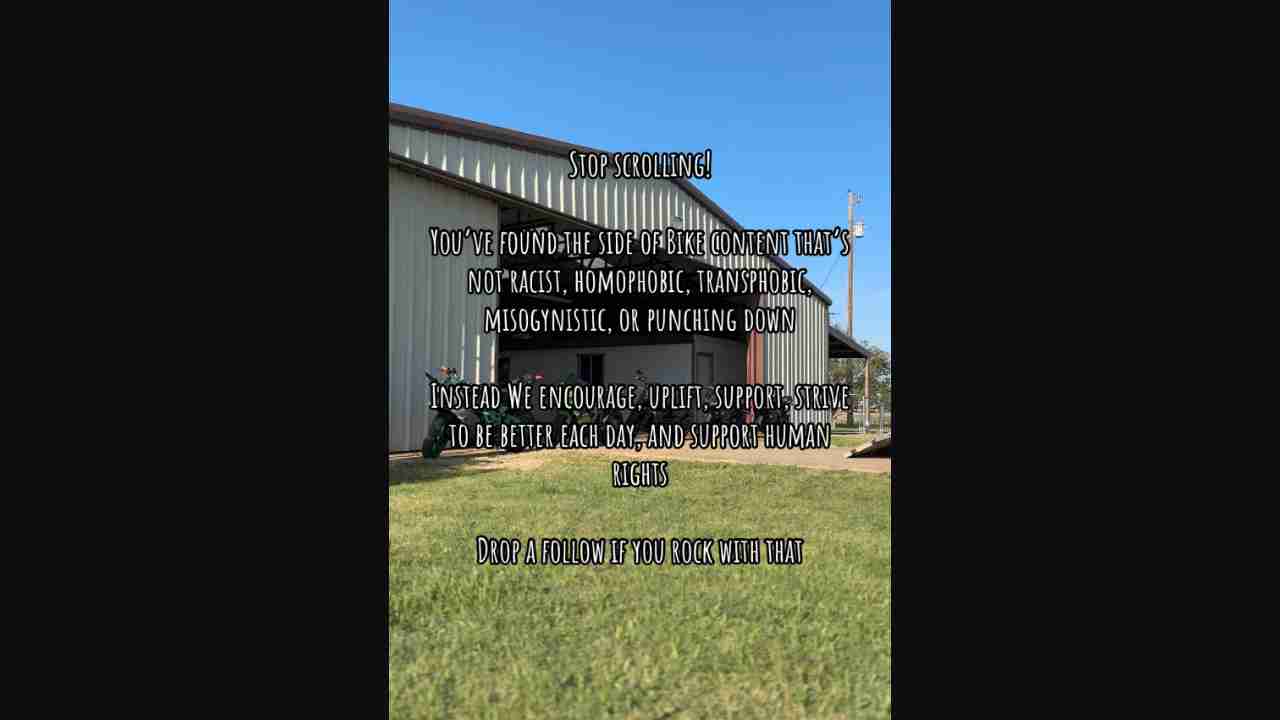 Stop scrolling!
You've found the side of Bike content that's
not racist, homophobic, transphobic,
misogynistic, or punching down
Instead We encourage, uplift, support, strive
to be better each day, and support human
rights
Drop a follow if you rock with that